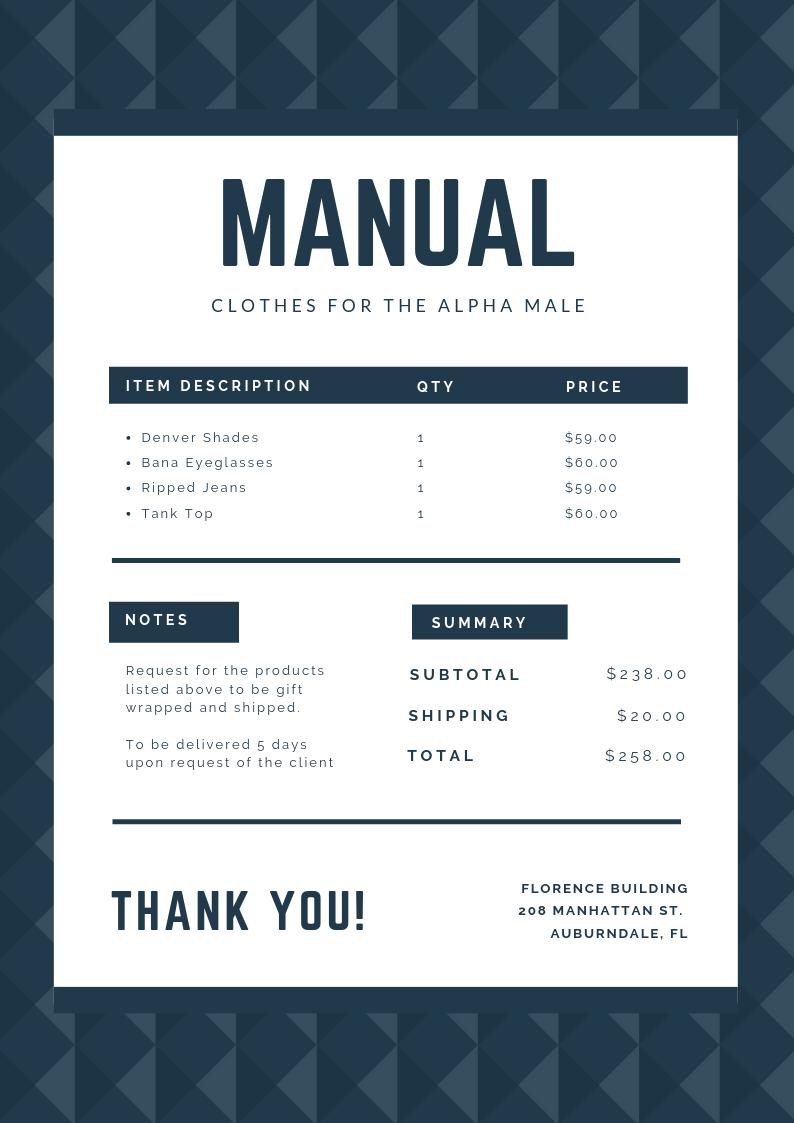 MANUAL
CLOTHES FOR THE ALPHA MALE
ITEM DESCRIPTION QTY PRICE
• Denver Shades 1 $59.00
• Bana Eyeglasses 1 $60.00
• Ripped Jeans 1 $59.00
• Tank Top 1 $60.00
NOTES
Request for the products
listed above to be gift
wrapped and shipped.
To be delivered 5 days
upon request of the client
SUMMARY
SUBTOTAL $238.00
SHIPPING $20.00
TOTAL $258.00
THANK YOU!
FLORENCE BUILDING
208 MANHATTAN ST.
AUBURNDALE, FL